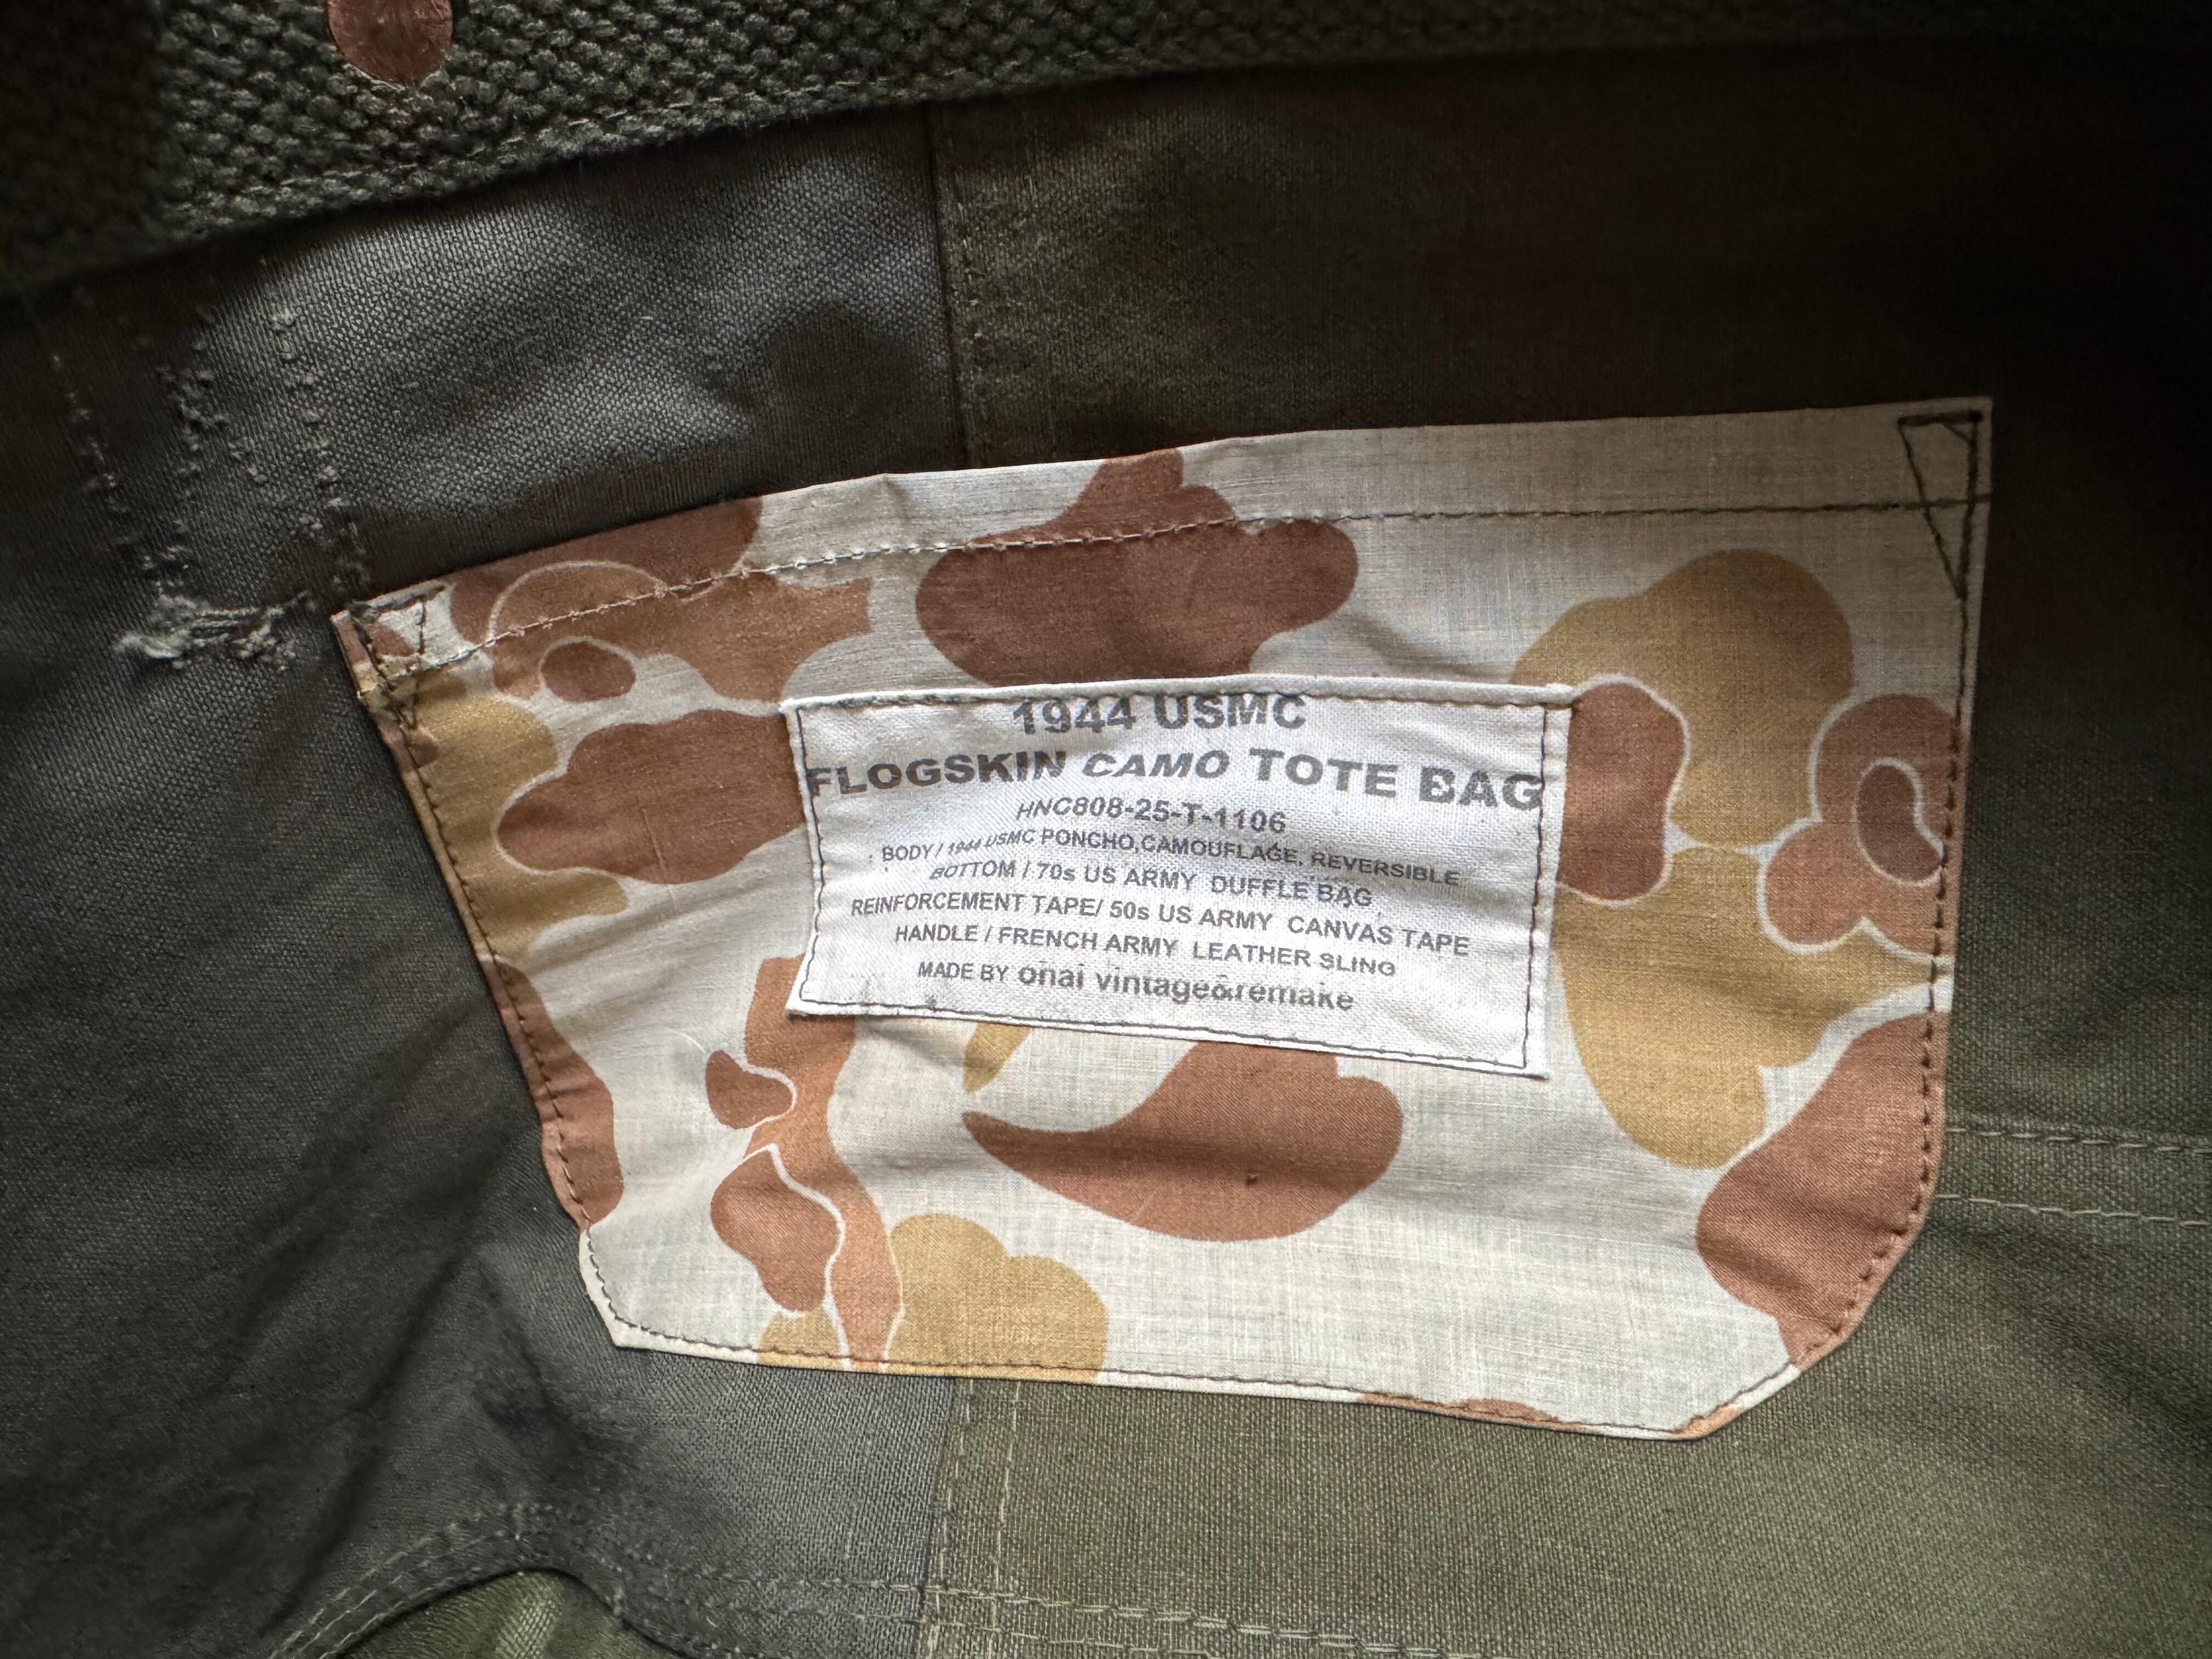 1944 USMC
FLOGSKIN CAMO TOTE BAG
HNC808-25-T-1106
BODY / 1944 USMC PONCHO,CAMOUFLAGE, REVERSIBLE
BOTTOM / 70s US ARMY DUFFLE BAG
REINFORCEMENT TAPE/ 50s US ARMY CANVAS TAPE
HANDLE / FRENCH ARMY LEATHER SLING
MADE BY onai vintage&remake